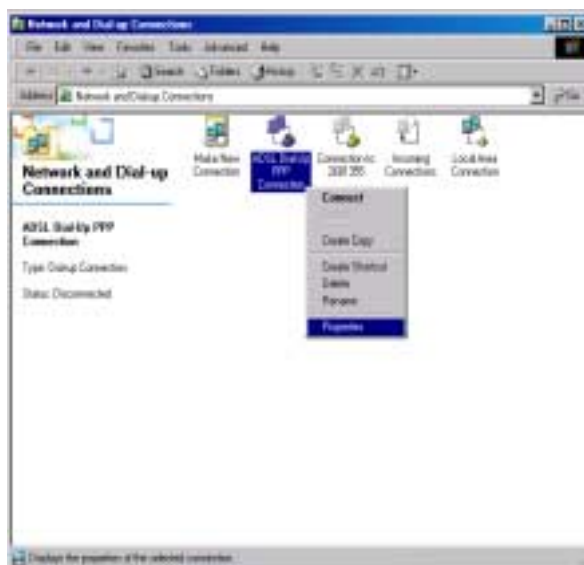 Network and Dial-up Connections
File Edit View Favorites Tools Advanced Help
Search Folders History
Address Network and Dial-up Connections Go
Network and Dial-up
Connections
ADSL Dial-Up PPP
Connection
Type: Dialup Connection
Status: Disconnected
Make New
Connection
ADSL Dial-Up
PPP
Connection
Connection to
Incoming
Connections
Local Area
Connection
Connect
Create Copy
Create Shortcut
Delete
Rename
Properties
Displays the properties of the selected connection.